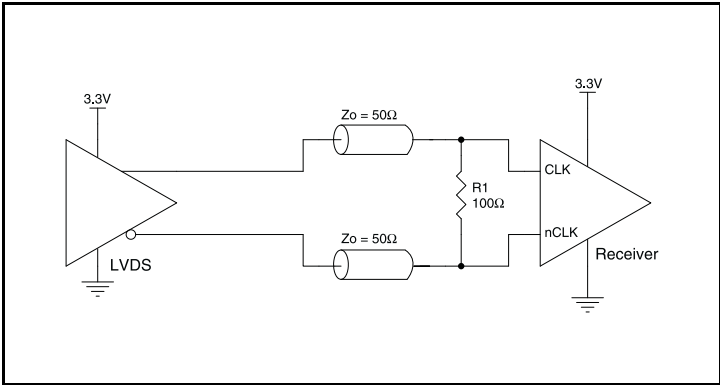 3.3V
3.3V
Zo = 50Ω
CLK
R1
100Ω
nCLK
Zo = 50Ω
Receiver
LVDS